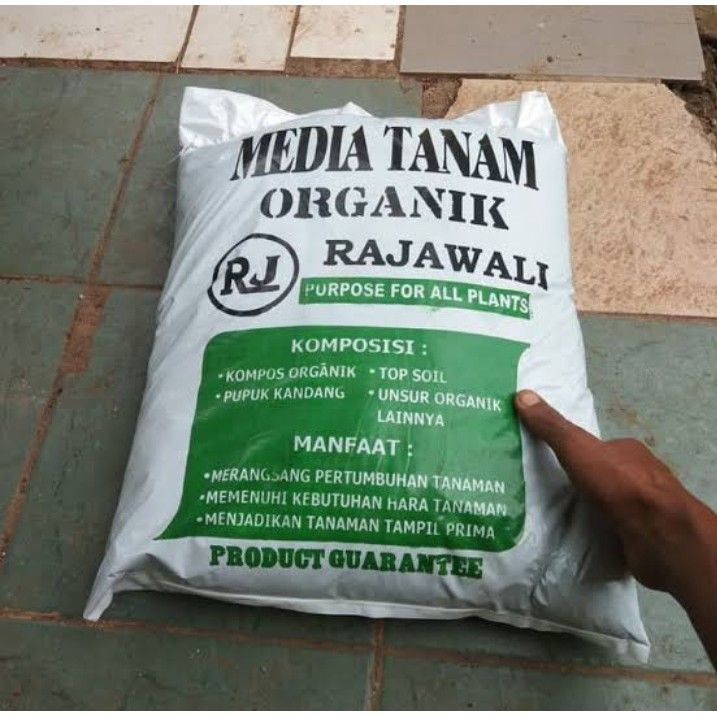 MEDIA TANAM
ORGANIK
RJ RAJAWALI
PURPOSE FOR ALL PLANTS
KOMPOSISI :
• KOMPOS ORGANIK • TOP SOIL
• PUPUK KANDANG • UNSUR ORGANIK
LAINNYA
MANFAAT :
• MERANGSANG PERTUMBUHAN TANAMAN
• MEMENUHI KEBUTUHAN HARA TANAMAN
• MENJADIKAN TANAMAN TAMPIL PRIMA
PRODUCT GUARANTEE